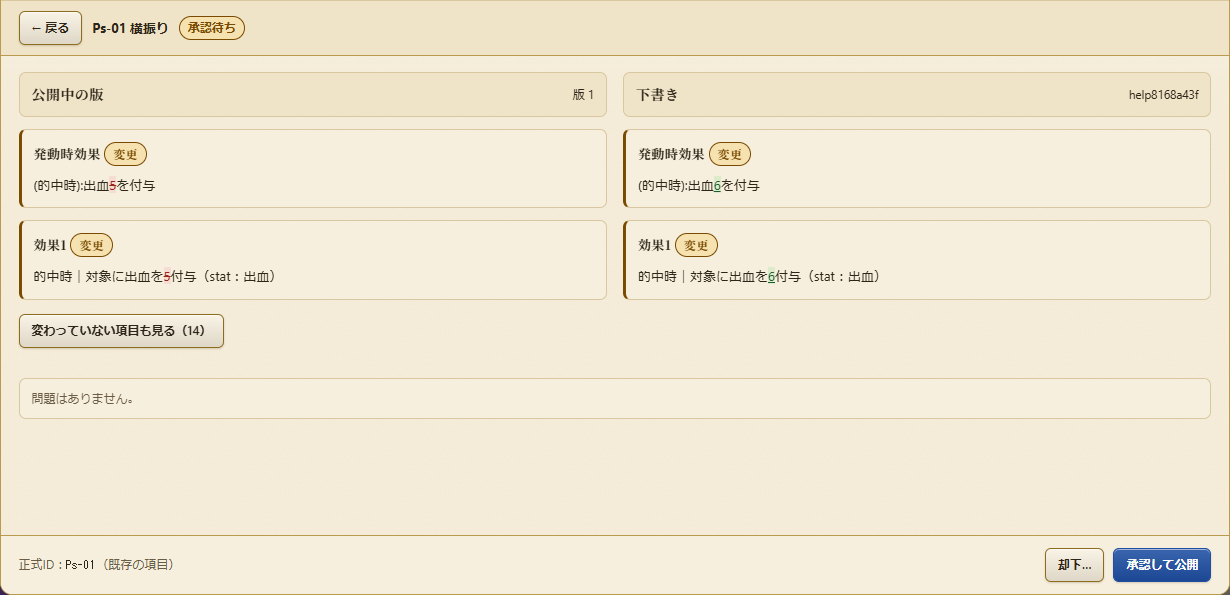 ← 戻る Ps-01 横振り 承認待ち
公開中の版 版 1
下書き help8168a43f
発動時効果 変更
(的中時):出血5を付与
発動時効果 変更
(的中時):出血6を付与
効果1 変更
的中時｜対象に出血を5付与（stat：出血）
効果1 変更
的中時｜対象に出血を6付与（stat：出血）
変わっていない項目も見る（14）
問題はありません。
正式ID：Ps-01（既存の項目）
却下... 承認して公開